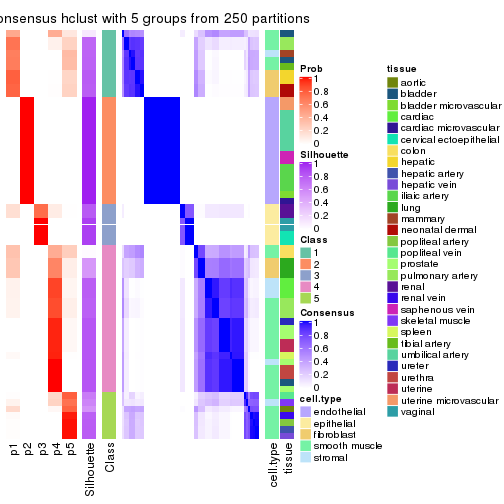 onsensus hclust with 5 groups from 250 partitions
Prob
1
0.8
0.6
0.4
0.2
0
Silhouette
1
0.8
0.6
0.4
0.2
0
Class
1
2
3
4
5
Consensus
1
0.8
0.6
0.4
0.2
0
cell.type
endothelial
epithelial
fibroblast
smooth muscle
stromal
tissue
aortic
bladder
bladder microvascular
cardiac
cardiac microvascular
cervical ectoepithelial
colon
hepatic
hepatic artery
hepatic vein
iliaic artery
lung
mammary
neonatal dermal
popliteal artery
popliteal vein
prostate
pulmonary artery
renal
renal vein
saphenous vein
skeletal muscle
spleen
tibial artery
umbilical artery
ureter
urethra
uterine
uterine microvascular
vaginal
p1
p2
p3
p4
p5
Silhouette
Class
cell.type
tissue